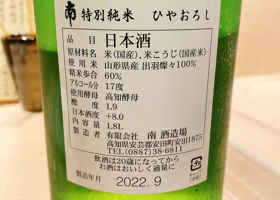 南 特別純米 ひやおろし
品目 日本酒
原材料名 米(国産)、米こうじ(国産米)
使用米 山形県産 出羽燦々100%
精米歩合 60%
アルコール分 17度
使用酵母 高知酵母
酸度 1.9
日本酒度 +8.0
内容量 1.8L
製造者 有限会社 南 酒造場
高知県安芸郡安田町安田1875
TEL(0887)38-6811
飲酒は20歳になってから
お酒はおいしく適量に
製造年月 2022.9